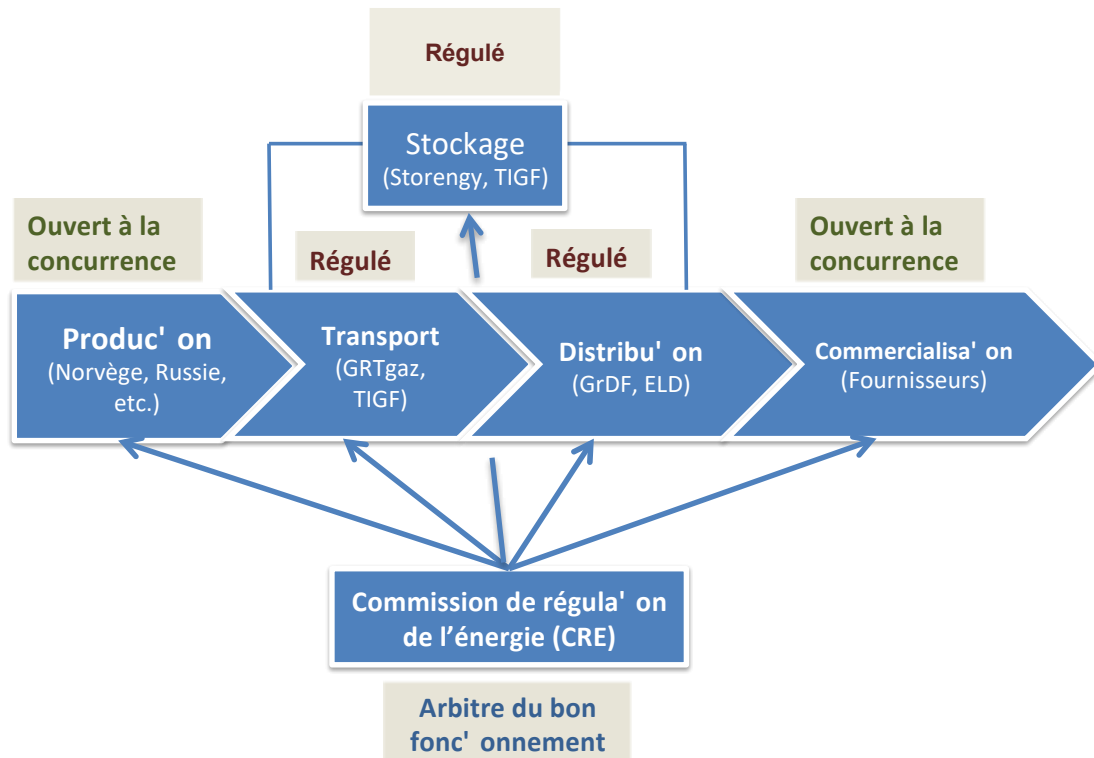 Régulé
Stockage
(Storengy, TIGF)
Ouvert à la
concurrence
Régulé
Régulé
Ouvert à la
concurrence
Produc' on
(Norvège, Russie,
etc.)
Transport
(GRTgaz,
TIGF)
Distribu' on
(GrDF, ELD)
Commercialisa' on
(Fournisseurs)
Commission de régula' on
de l'énergie (CRE)
Arbitre du bon
fonc' onnement